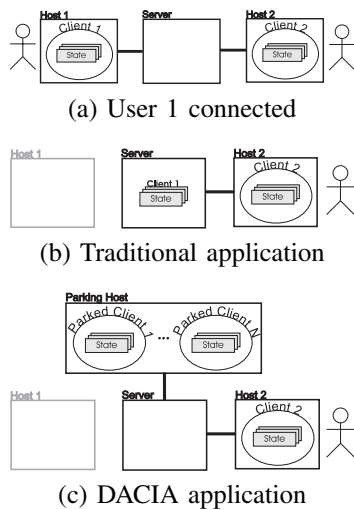 Host 1 Server Host 2
Client 1 Client 2
State State
(a) User 1 connected
Host 1 Server Host 2
Client 1 Client 2
State State
(b) Traditional application
Parking Host
Parked Client 1 ... Parked Client N
State State
Host 1 Server Host 2
Client 2
State
(c) DACIA application